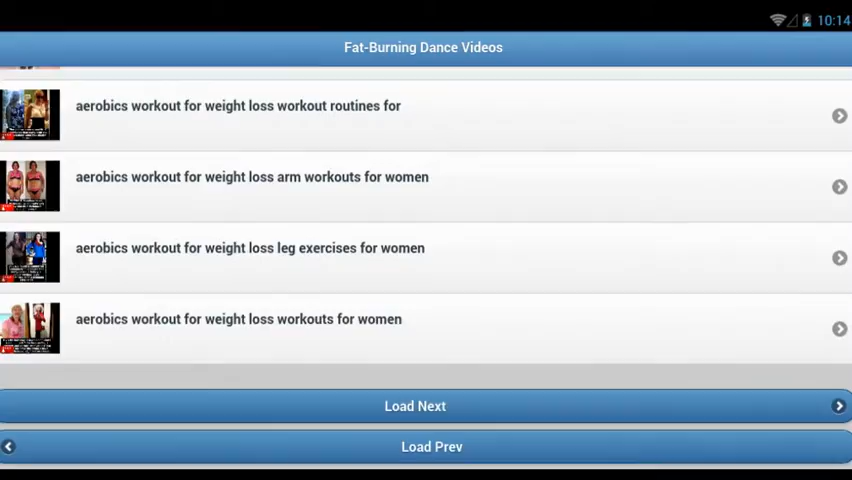 10:14
Fat-Burning Dance Videos
aerobics workout for weight loss workout routines for
aerobics workout for weight loss arm workouts for women
aerobics workout for weight loss leg exercises for women
aerobics workout for weight loss workouts for women
Load Next
Load Prev